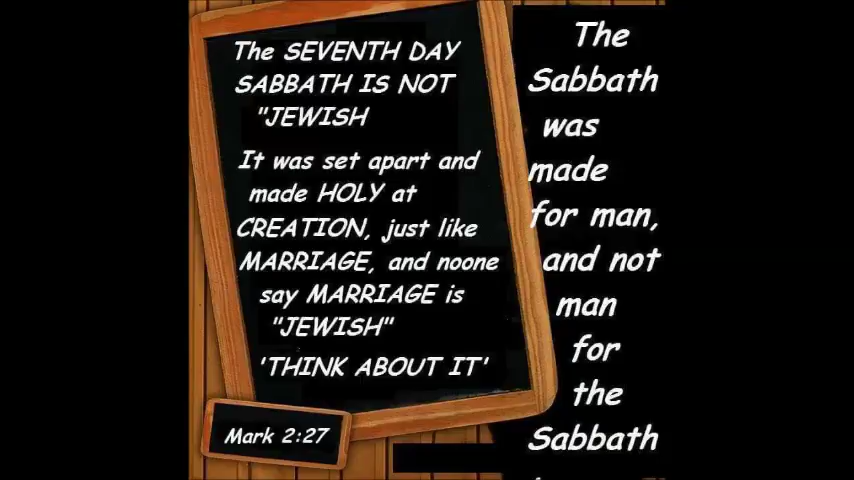 The SEVENTH DAY
SABBATH IS NOT
"JEWISH
It was set apart and
made HOLY at
CREATION, just like
MARRIAGE, and noone
say MARRIAGE is
"JEWISH"
'THINK ABOUT IT'
Mark 2:27
The
Sabbath
was
made
for man,
and not
man
for
the
Sabbath